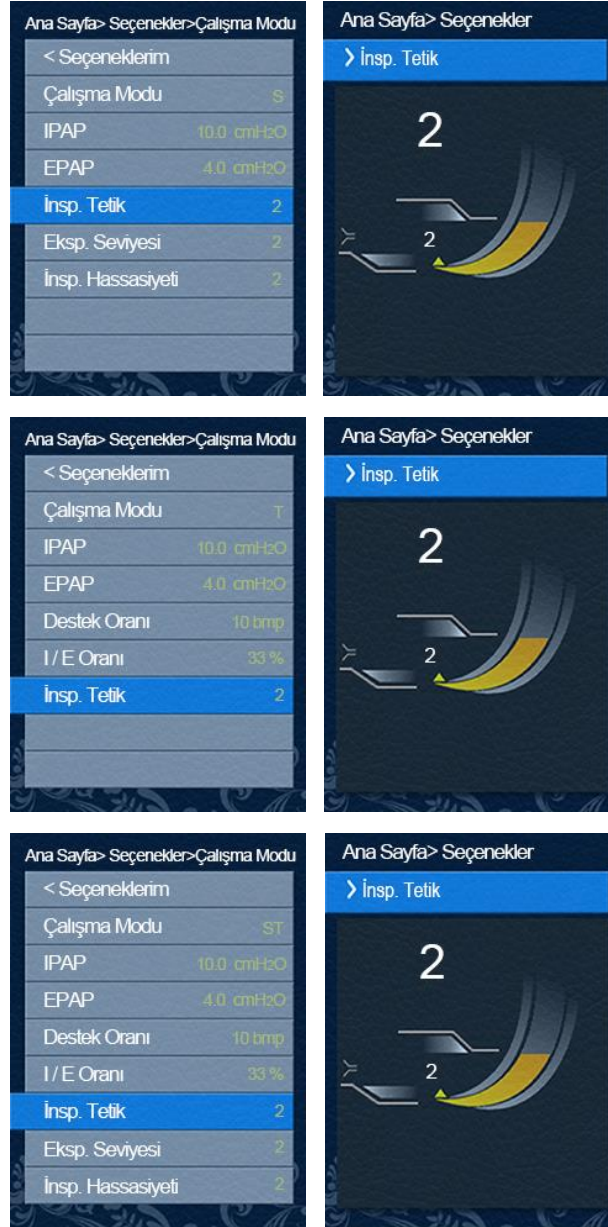 Ana Sayfa> Seçenekler>Çalışma Modu
< Seçeneklerim
Çalışma Modu S
IPAP 10.0 cmH2O
EPAP 4.0 cmH2O
İnsp. Tetik 2
Eksp. Seviyesi 2
İnsp. Hassasiyeti 2
Ana Sayfa> Seçenekler
> İnsp. Tetik
2
2
Ana Sayfa> Seçenekler>Çalışma Modu
< Seçeneklerim
Çalışma Modu T
IPAP 10.0 cmH2O
EPAP 4.0 cmH2O
Destek Oranı 10 bmp
I / E Oranı 33 %
İnsp. Tetik 2
Ana Sayfa> Seçenekler
> İnsp. Tetik
2
2
Ana Sayfa> Seçenekler>Çalışma Modu
< Seçeneklerim
Çalışma Modu ST
IPAP 10.0 cmH2O
EPAP 4.0 cmH2O
Destek Oranı 10 bmp
I / E Oranı 33 %
İnsp. Tetik 2
Eksp. Seviyesi 2
İnsp. Hassasiyeti 2
Ana Sayfa> Seçenekler
> İnsp. Tetik
2
2